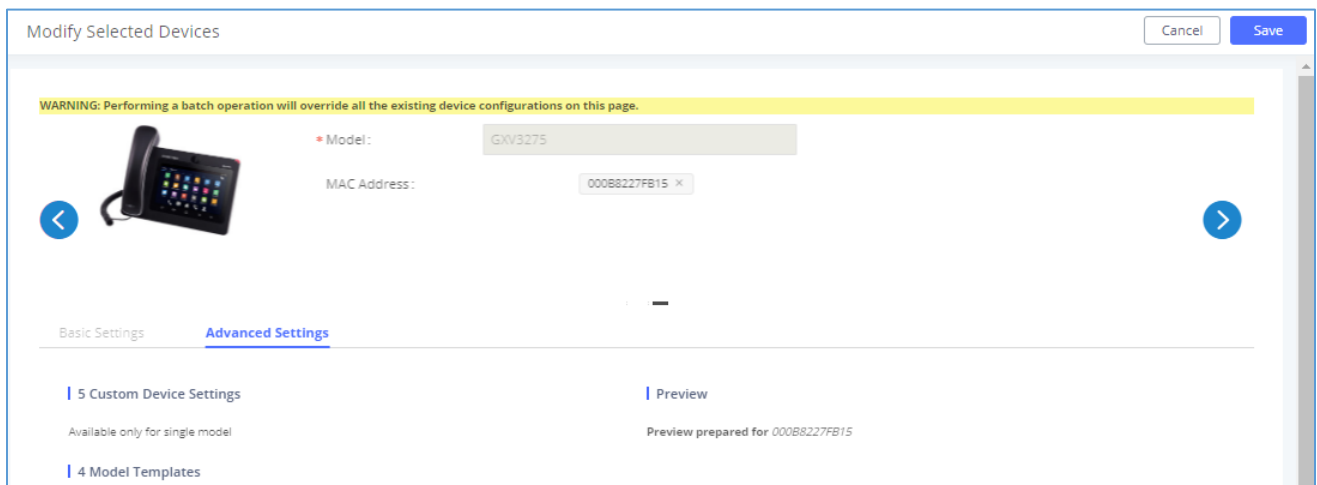 Modify Selected Devices
Cancel
Save
WARNING: Performing a batch operation will override all the existing device configurations on this page.
* Model :
GXV3275
MAC Address :
000B8227FB15 ×
Basic Settings
Advanced Settings
5 Custom Device Settings
Preview
Available only for single model
Preview prepared for 000B8227FB15
4 Model Templates